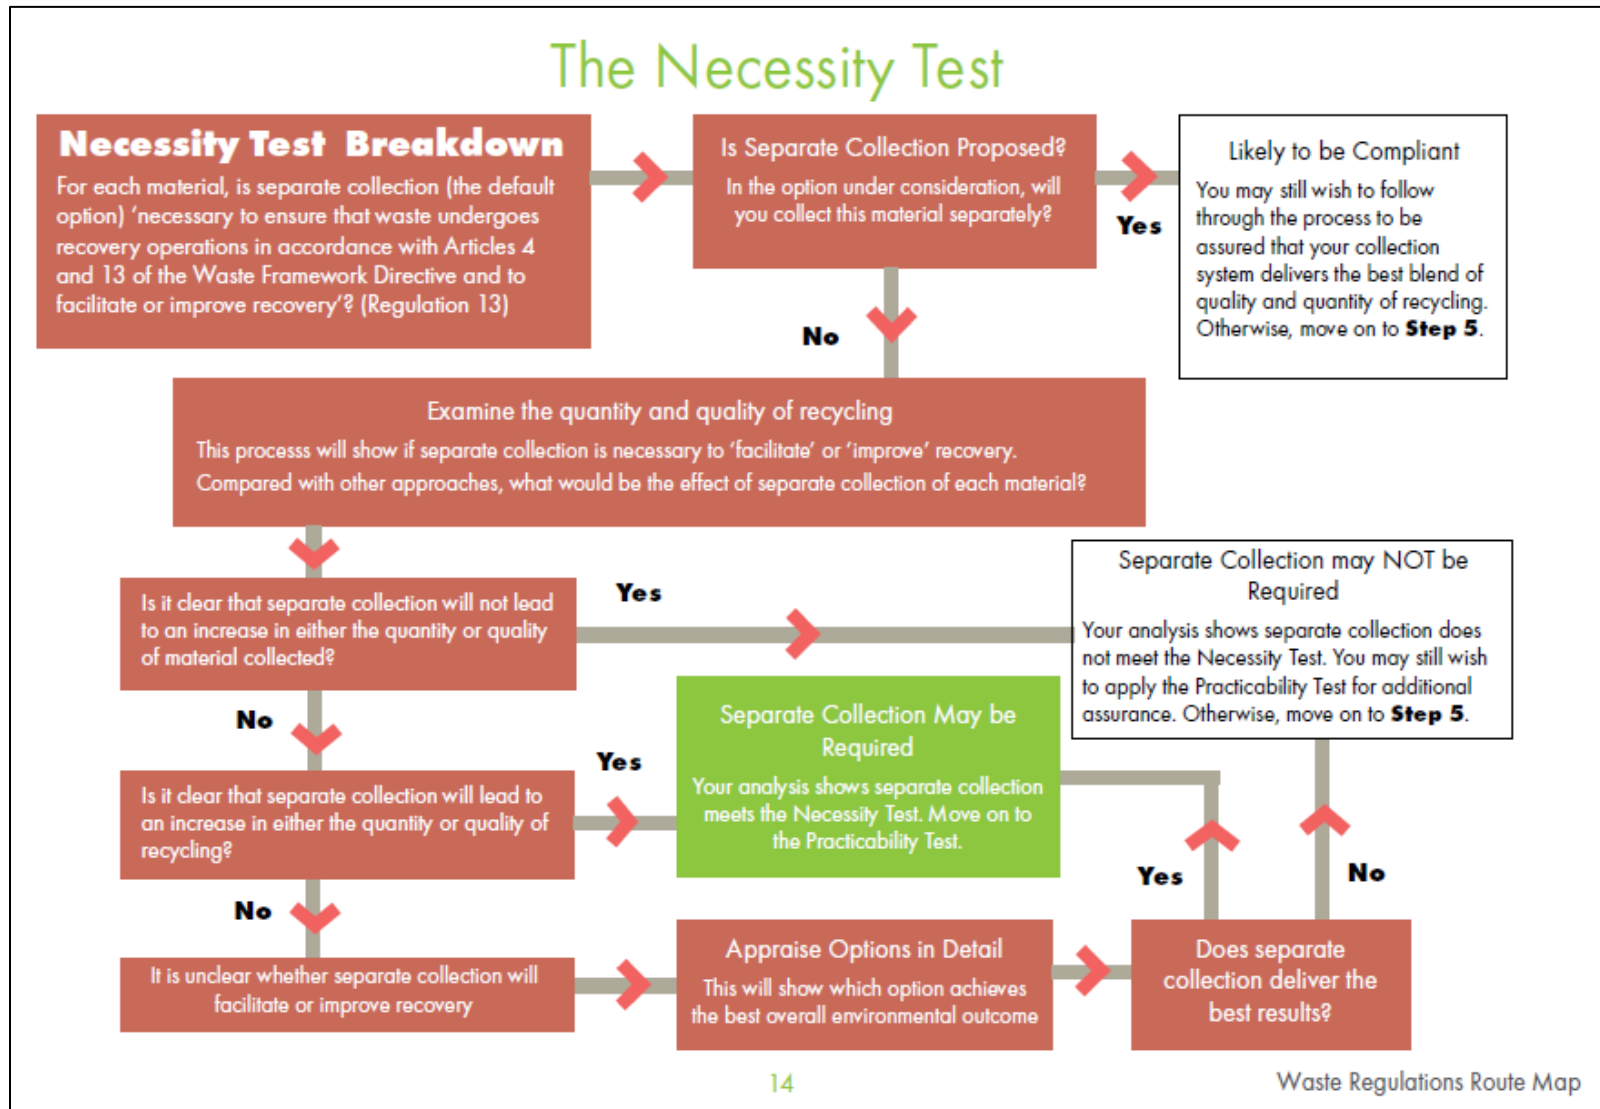 The Necessity Test
Necessity Test Breakdown
For each material, is separate collection (the default
option) ‘necessary to ensure that waste undergoes
recovery operations in accordance with Articles 4
and 13 of the Waste Framework Directive and to
facilitate or improve recovery’? (Regulation 13)
Is Separate Collection Proposed?
In the option under consideration, will
you collect this material separately?
Yes
Likely to be Compliant
You may still wish to follow
through the process to be
assured that your collection
system delivers the best blend of
quality and quantity of recycling.
Otherwise, move on to Step 5.
No
Examine the quantity and quality of recycling
This processs will show if separate collection is necessary to ‘facilitate’ or ‘improve’ recovery.
Compared with other approaches, what would be the effect of separate collection of each material?
Is it clear that separate collection will not lead
to an increase in either the quantity or quality
of material collected?
Yes
Separate Collection may NOT be
Required
Your analysis shows separate collection does
not meet the Necessity Test. You may still wish
to apply the Practicability Test for additional
assurance. Otherwise, move on to Step 5.
No
Is it clear that separate collection will lead to
an increase in either the quantity or quality of
recycling?
Yes
Separate Collection May be
Required
Your analysis shows separate collection
meets the Necessity Test. Move on to
the Practicability Test.
No
It is unclear whether separate collection will
facilitate or improve recovery
Appraise Options in Detail
This will show which option achieves
the best overall environmental outcome
Does separate
collection deliver the
best results?
Yes
No
14
Waste Regulations Route Map